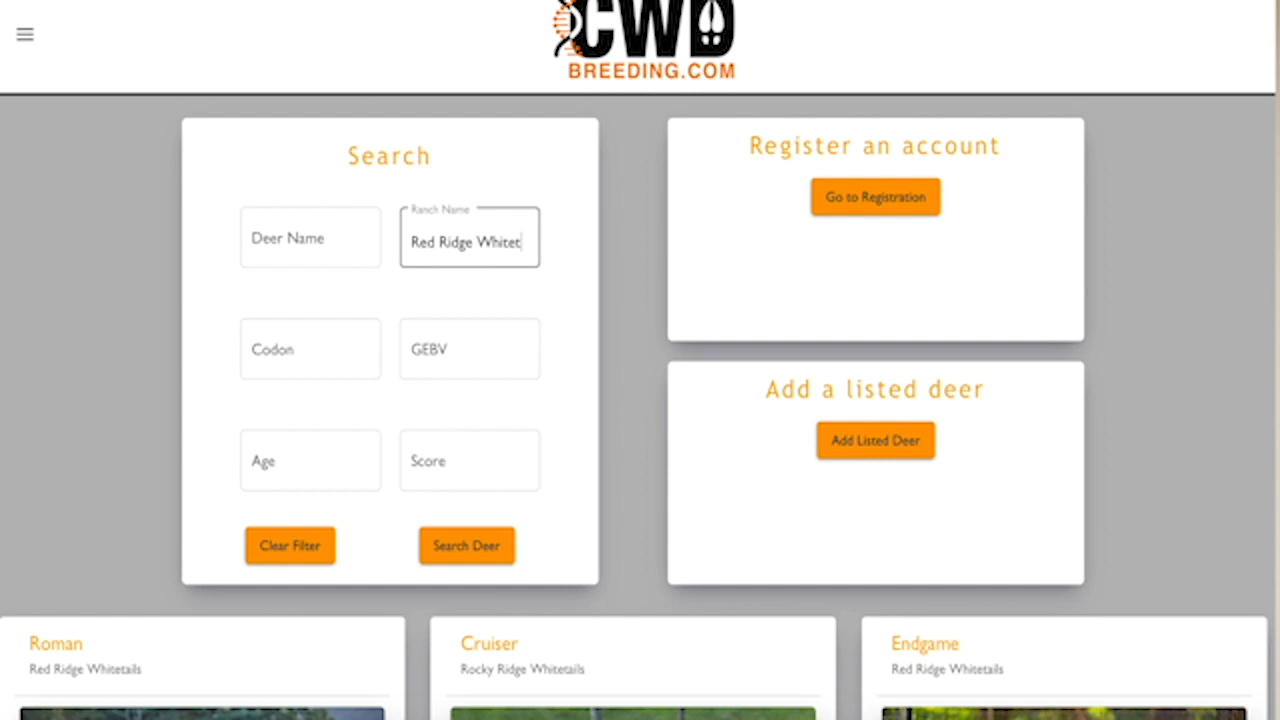 CWD
BREEDING.COM
Search
Deer Name
Ranch Name
Red Ridge Whitet
Codon
GEBV
Age
Score
Clear Filter
Search Deer
Register an account
Go to Registration
Add a listed deer
Add Listed Deer
Roman
Red Ridge Whitetails
Cruiser
Rocky Ridge Whitetails
Endgame
Red Ridge Whitetails